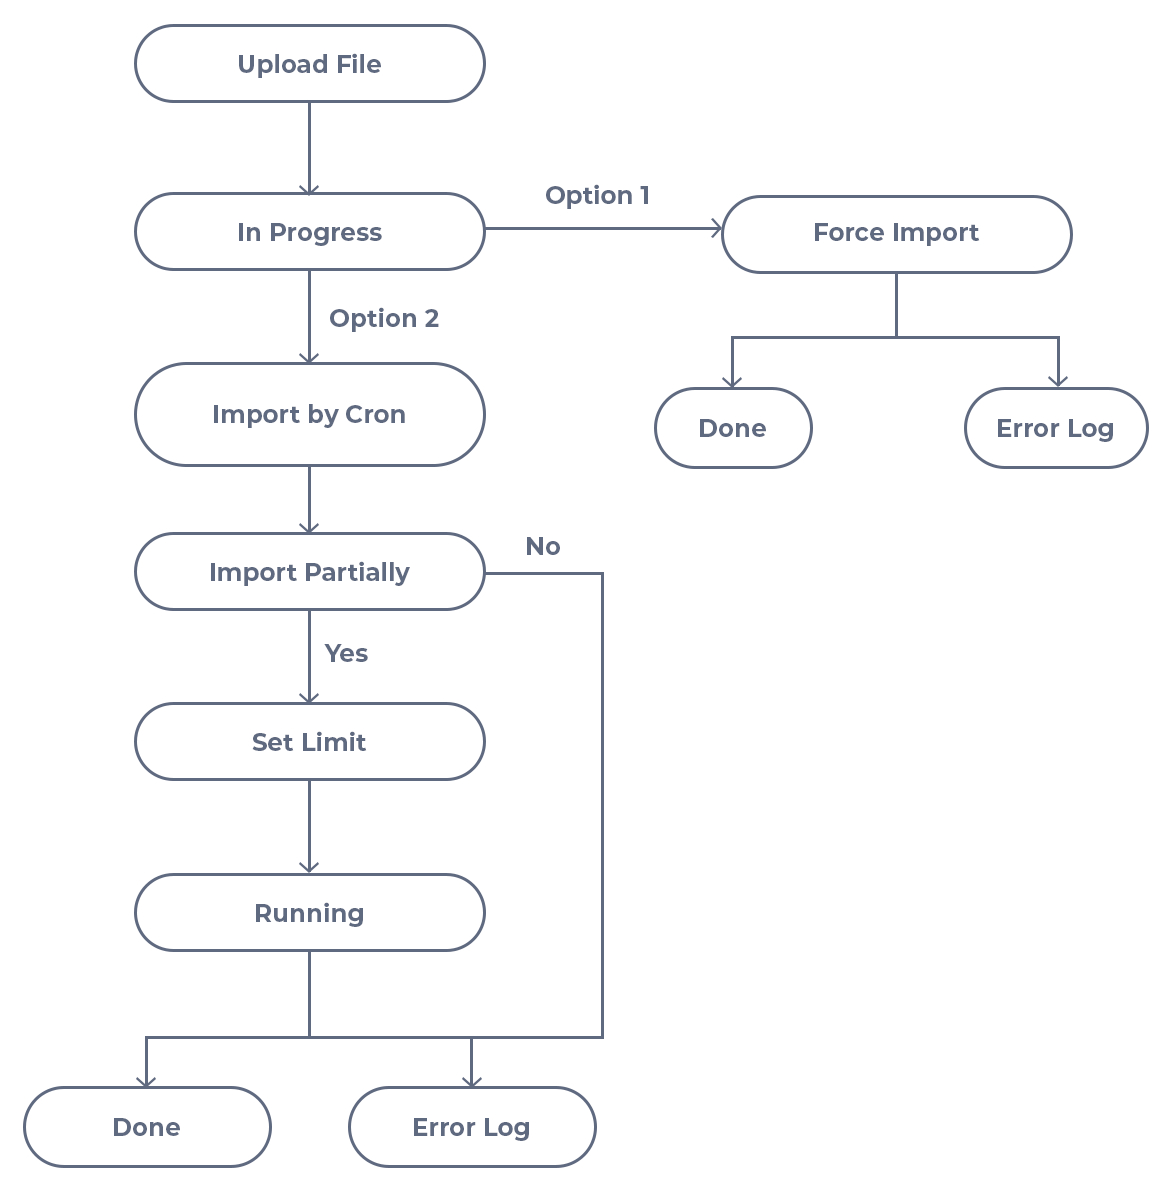 Upload File
In Progress
Option 1
Force Import
Option 2
Import by Cron
Done
Error Log
Import Partially
No
Yes
Set Limit
Running
Done
Error Log